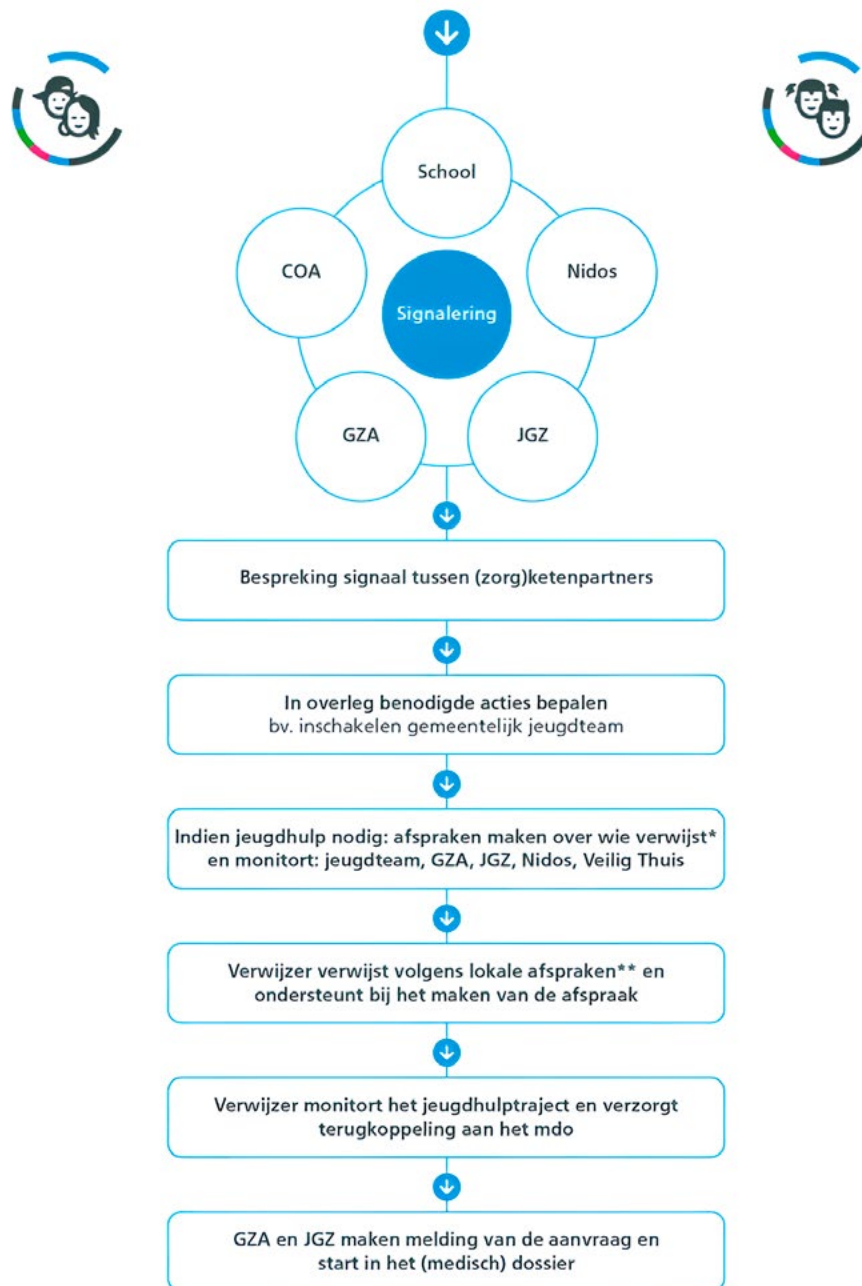 School
COA
Nidos
Signalering
GZA
JGZ
Bespreking signaal tussen (zorg)ketenpartners
In overleg benodigde acties bepalen
bv. inschakelen gemeentelijk jeugdteam
Indien jeugdhulp nodig: afspraken maken over wie verwijst*
en monitort: jeugdteam, GZA, JGZ, Nidos, Veilig Thuis
Verwijzer verwijst volgens lokale afspraken** en
ondersteunt bij het maken van de afspraak
Verwijzer monitort het jeugdhulptraject en verzorgt
terugkoppeling aan het mdo
GZA en JGZ maken melding van de aanvraag en
start in het (medisch) dossier